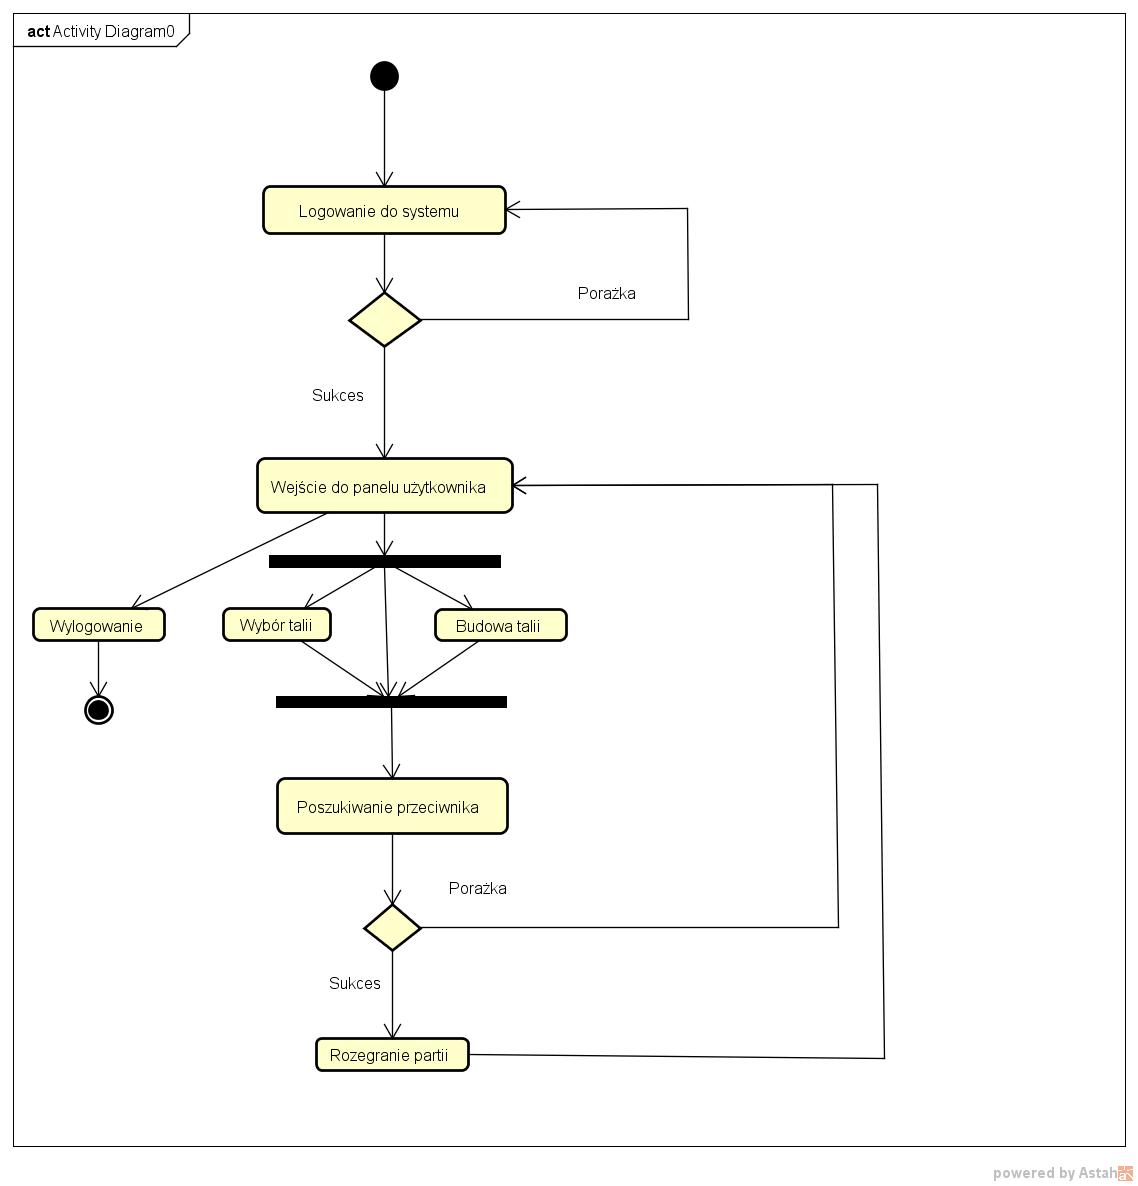 act Activity Diagram0
Logowanie do systemu
Porażka
Sukces
Wejście do panelu użytkownika
Wylogowanie
Wybór talii
Budowa talii
Poszukiwanie przeciwnika
Porażka
Sukces
Rozegranie partii
powered by Astah